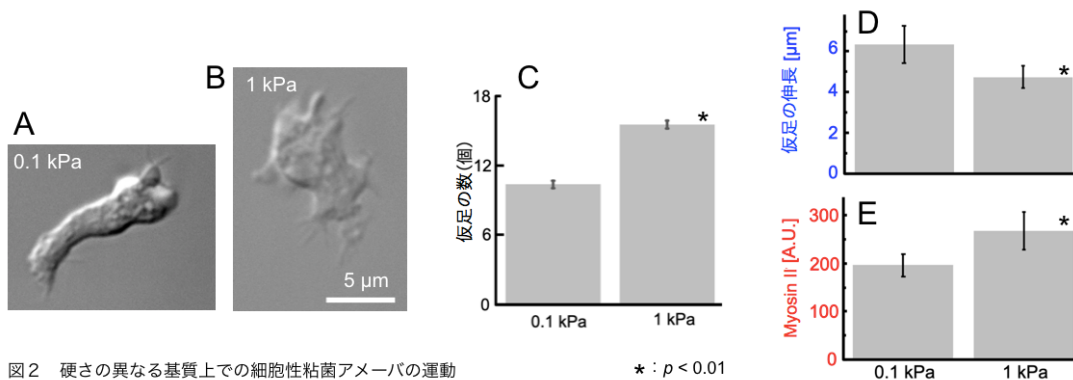 A
0.1 kPa
B
1 kPa
5 µm
C
仮足の数(個)
18
12
6
0
*
0.1 kPa
1 kPa
D
仮足の伸長 [µm]
6
4
2
0
*
E
Myosin II [A.U.]
300
200
100
0
*
0.1 kPa
1 kPa
図2 硬さの異なる基質上での細胞性粘菌アメーバの運動
*:p < 0.01